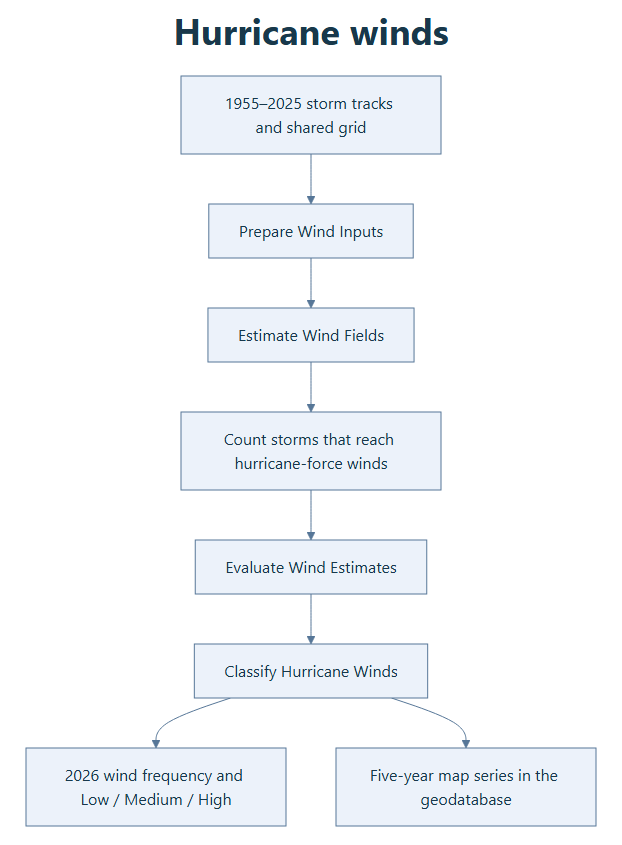 Hurricane winds
1955–2025 storm tracks
and shared grid
Prepare Wind Inputs
Estimate Wind Fields
Count storms that reach
hurricane-force winds
Evaluate Wind Estimates
Classify Hurricane Winds
2026 wind frequency and
Low / Medium / High
Five-year map series in the
geodatabase